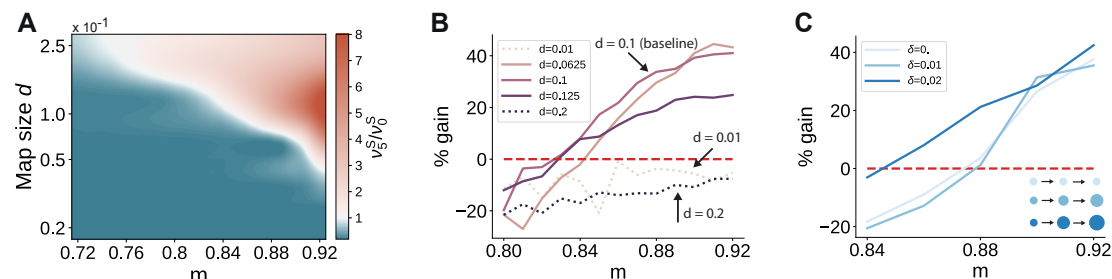 A
x 10⁻¹
Map size d
2.5
1.0
0.5
0.2
0.72
0.76
0.80
0.84
0.88
0.92
m
8
7
6
5
4
3
2
1
ν₅ˢ/ν₀ˢ
B
% gain
40
20
0
−20
d=0.01
d=0.0625
d=0.1
d=0.125
d=0.2
d = 0.1 (baseline)
d = 0.01
d = 0.2
0.80
0.84
0.88
0.92
m
C
% gain
40
20
0
−20
δ=0.
δ=0.01
δ=0.02
0.84
0.88
0.92
m